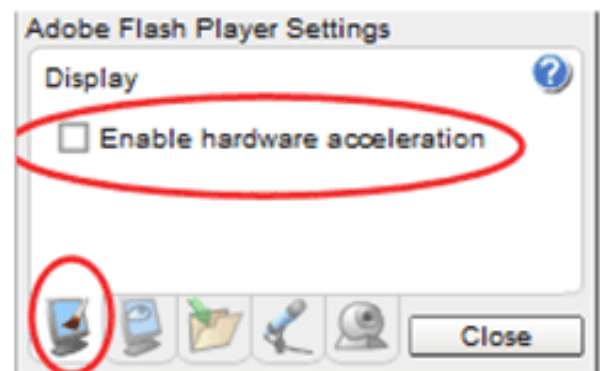 Adobe Flash Player Settings
Display
?
Enable hardware acceleration
Close